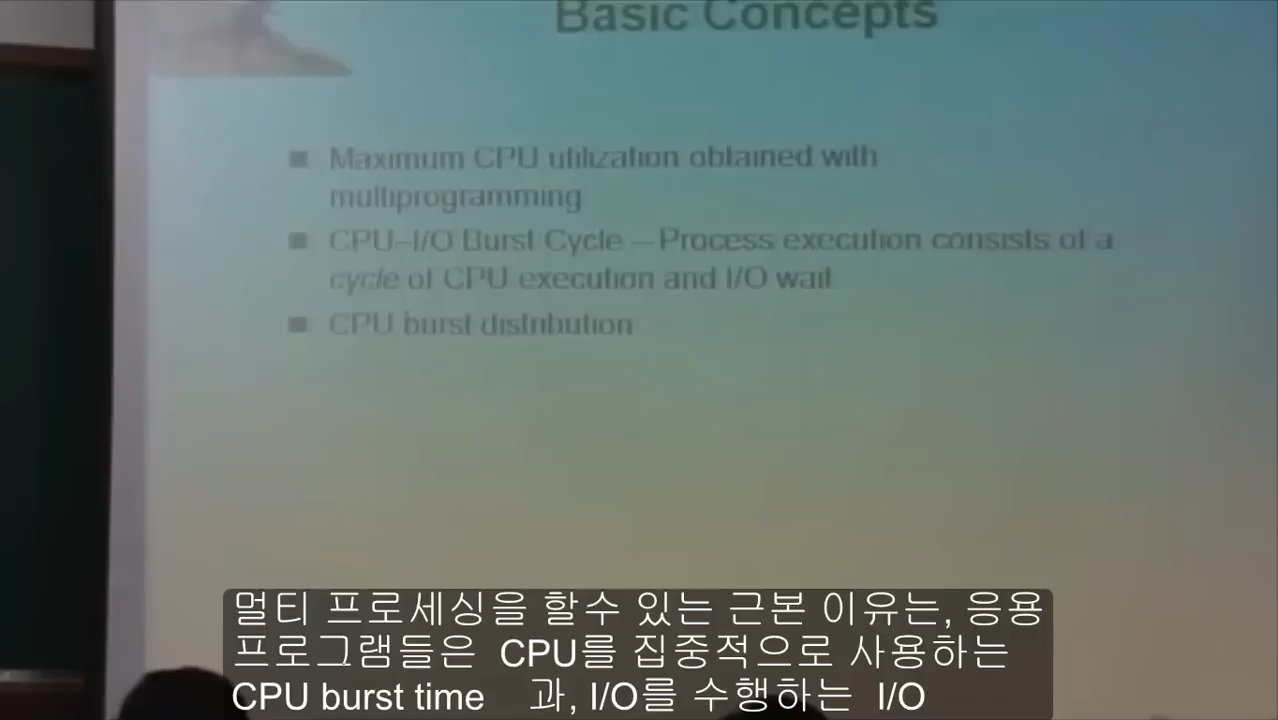 Basic Concepts
Maximum CPU utilization obtained with
multiprogramming
CPU–I/O Burst Cycle – Process execution consists of a
cycle of CPU execution and I/O wait
CPU burst distribution
멀티 프로세싱을 할수 있는 근본 이유는, 응용
프로그램들은 CPU를 집중적으로 사용하는
CPU burst time 과, I/O를 수행하는 I/O